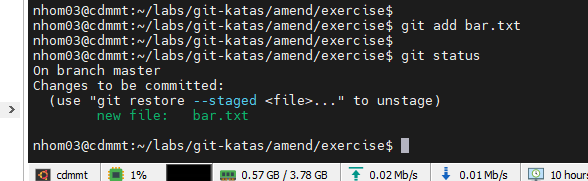 nhom03@cdmmt:~/labs/git-katas/amend/exercise$
nhom03@cdmmt:~/labs/git-katas/amend/exercise$ git add bar.txt
nhom03@cdmmt:~/labs/git-katas/amend/exercise$
nhom03@cdmmt:~/labs/git-katas/amend/exercise$ git status
On branch master
Changes to be committed:
  (use "git restore --staged <file>..." to unstage)
        new file:   bar.txt

nhom03@cdmmt:~/labs/git-katas/amend/exercise$
cdmmt 1% 0.57 GB / 3.78 GB 0.02 Mb/s 0.01 Mb/s 10 hours